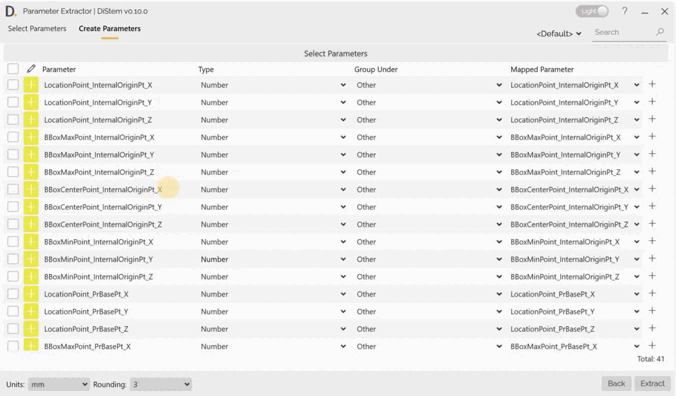 D. Parameter Extractor | DiStem v0.10.0 Light ?
Select Parameters Create Parameters <Default> Search
Select Parameters
Parameter Type Group Under Mapped Parameter
LocationPoint_InternalOriginPt_X Number Other LocationPoint_InternalOriginPt_X
LocationPoint_InternalOriginPt_Y Number Other LocationPoint_InternalOriginPt_Y
LocationPoint_InternalOriginPt_Z Number Other LocationPoint_InternalOriginPt_Z
BBoxMaxPoint_InternalOriginPt_X Number Other BBoxMaxPoint_InternalOriginPt_X
BBoxMaxPoint_InternalOriginPt_Y Number Other BBoxMaxPoint_InternalOriginPt_Y
BBoxMaxPoint_InternalOriginPt_Z Number Other BBoxMaxPoint_InternalOriginPt_Z
BBoxCenterPoint_InternalOriginPt_X Number Other BBoxCenterPoint_InternalOriginPt_X
BBoxCenterPoint_InternalOriginPt_Y Number Other BBoxCenterPoint_InternalOriginPt_Y
BBoxCenterPoint_InternalOriginPt_Z Number Other BBoxCenterPoint_InternalOriginPt_Z
BBoxMinPoint_InternalOriginPt_X Number Other BBoxMinPoint_InternalOriginPt_X
BBoxMinPoint_InternalOriginPt_Y Number Other BBoxMinPoint_InternalOriginPt_Y
BBoxMinPoint_InternalOriginPt_Z Number Other BBoxMinPoint_InternalOriginPt_Z
LocationPoint_PrBasePt_X Number Other LocationPoint_PrBasePt_X
LocationPoint_PrBasePt_Y Number Other LocationPoint_PrBasePt_Y
LocationPoint_PrBasePt_Z Number Other LocationPoint_PrBasePt_Z
BBoxMaxPoint_PrBasePt_X Number Other BBoxMaxPoint_PrBasePt_X
Total: 41
Units: mm Rounding: 3 Back Extract